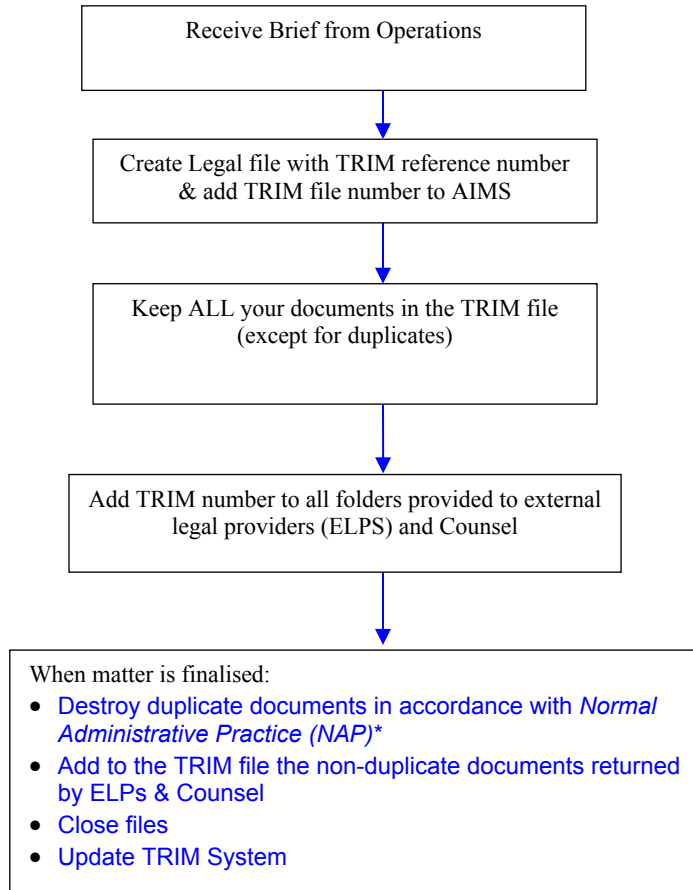 Receive Brief from Operations
Create Legal file with TRIM reference number
& add TRIM file number to AIMS
Keep ALL your documents in the TRIM file
(except for duplicates)
Add TRIM number to all folders provided to external
legal providers (ELPS) and Counsel
When matter is finalised:
• Destroy duplicate documents in accordance with Normal
Administrative Practice (NAP)*
• Add to the TRIM file the non-duplicate documents returned
by ELPs & Counsel
• Close files
• Update TRIM System